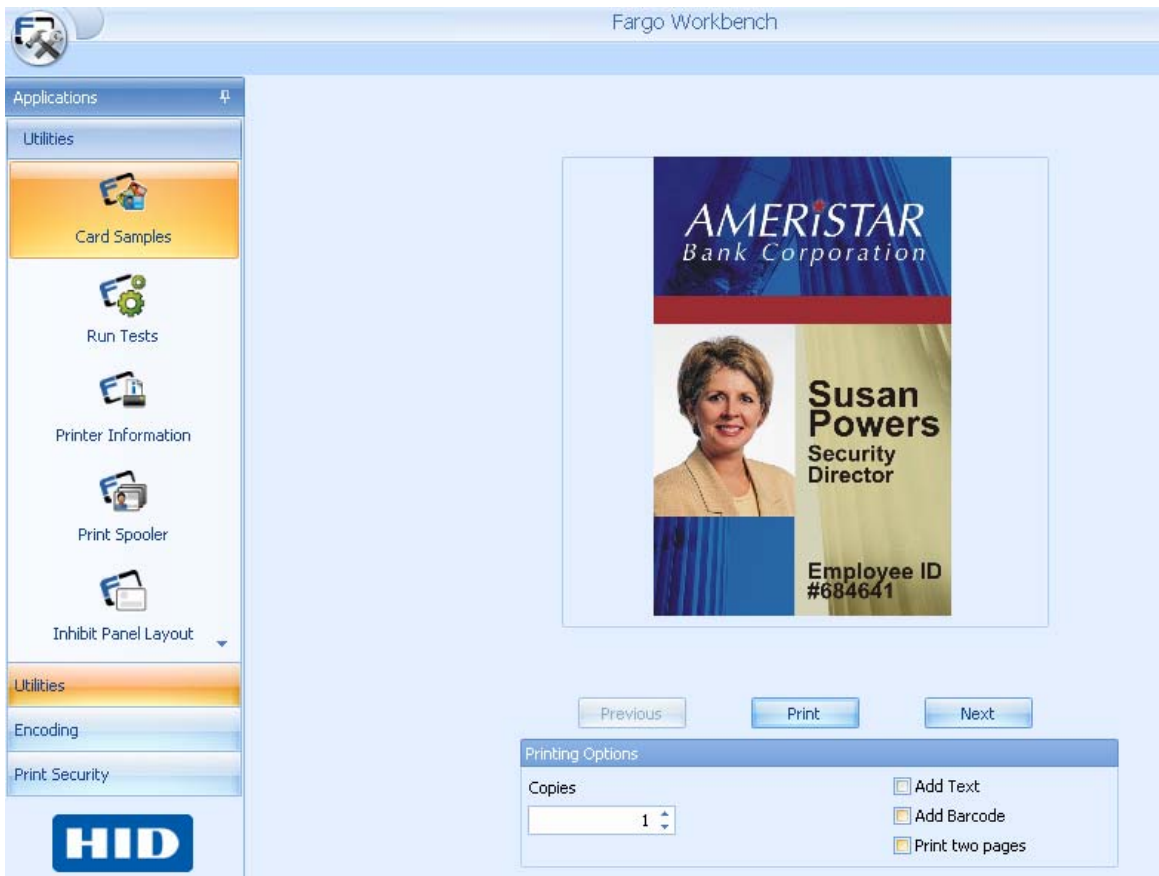 Fargo Workbench
Applications
Utilities
Card Samples
Run Tests
Printer Information
Print Spooler
Inhibit Panel Layout
Utilities
Encoding
Print Security
HID
AMERiSTAR
Bank Corporation
Susan
Powers
Security
Director
Employee ID
#684641
Previous
Print
Next
Printing Options
Copies
1
Add Text
Add Barcode
Print two pages